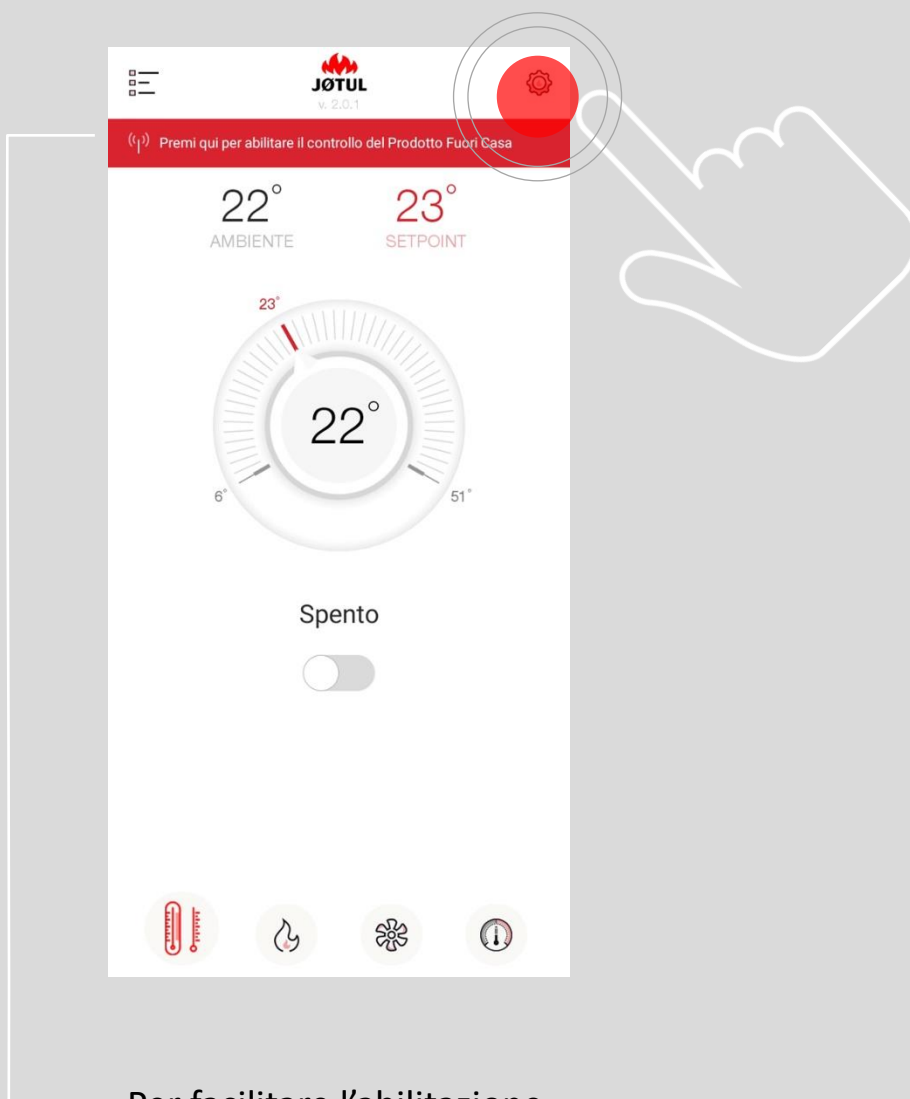 JØTUL
v. 2.0.1
Premi qui per abilitare il controllo del Prodotto Fuori Casa
22° 23°
AMBIENTE SETPOINT
23°
22°
6° 51°
Spento
Per facilitare l'abilitazione